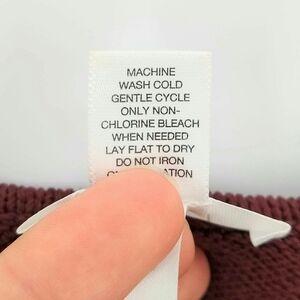 MACHINE
WASH COLD
GENTLE CYCLE
ONLY NON-
CHLORINE BLEACH
WHEN NEEDED
LAY FLAT TO DRY
DO NOT IRON